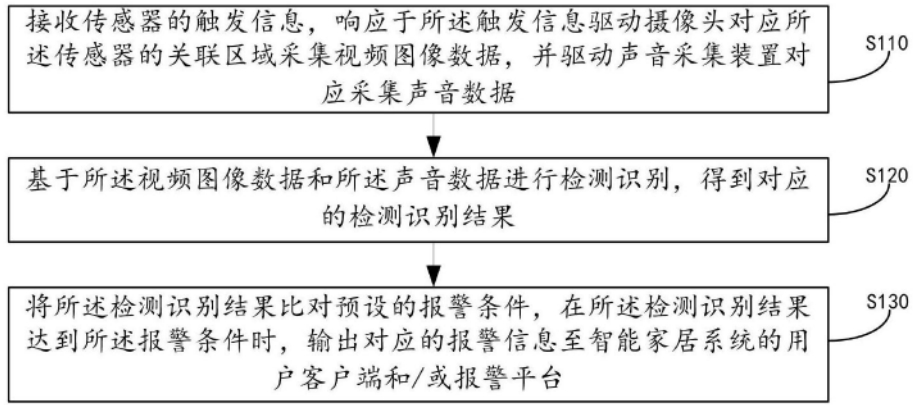 接收传感器的触发信息，响应于所述触发信息驱动摄像头对应所
述传感器的关联区域采集视频图像数据，并驱动声音采集装置对
应采集声音数据
S110
基于所述视频图像数据和所述声音数据进行检测识别，得到对应
的检测识别结果
S120
将所述检测识别结果比对预设的报警条件，在所述检测识别结果
达到所述报警条件时，输出对应的报警信息至智能家居系统的用
户客户端和/或报警平台
S130